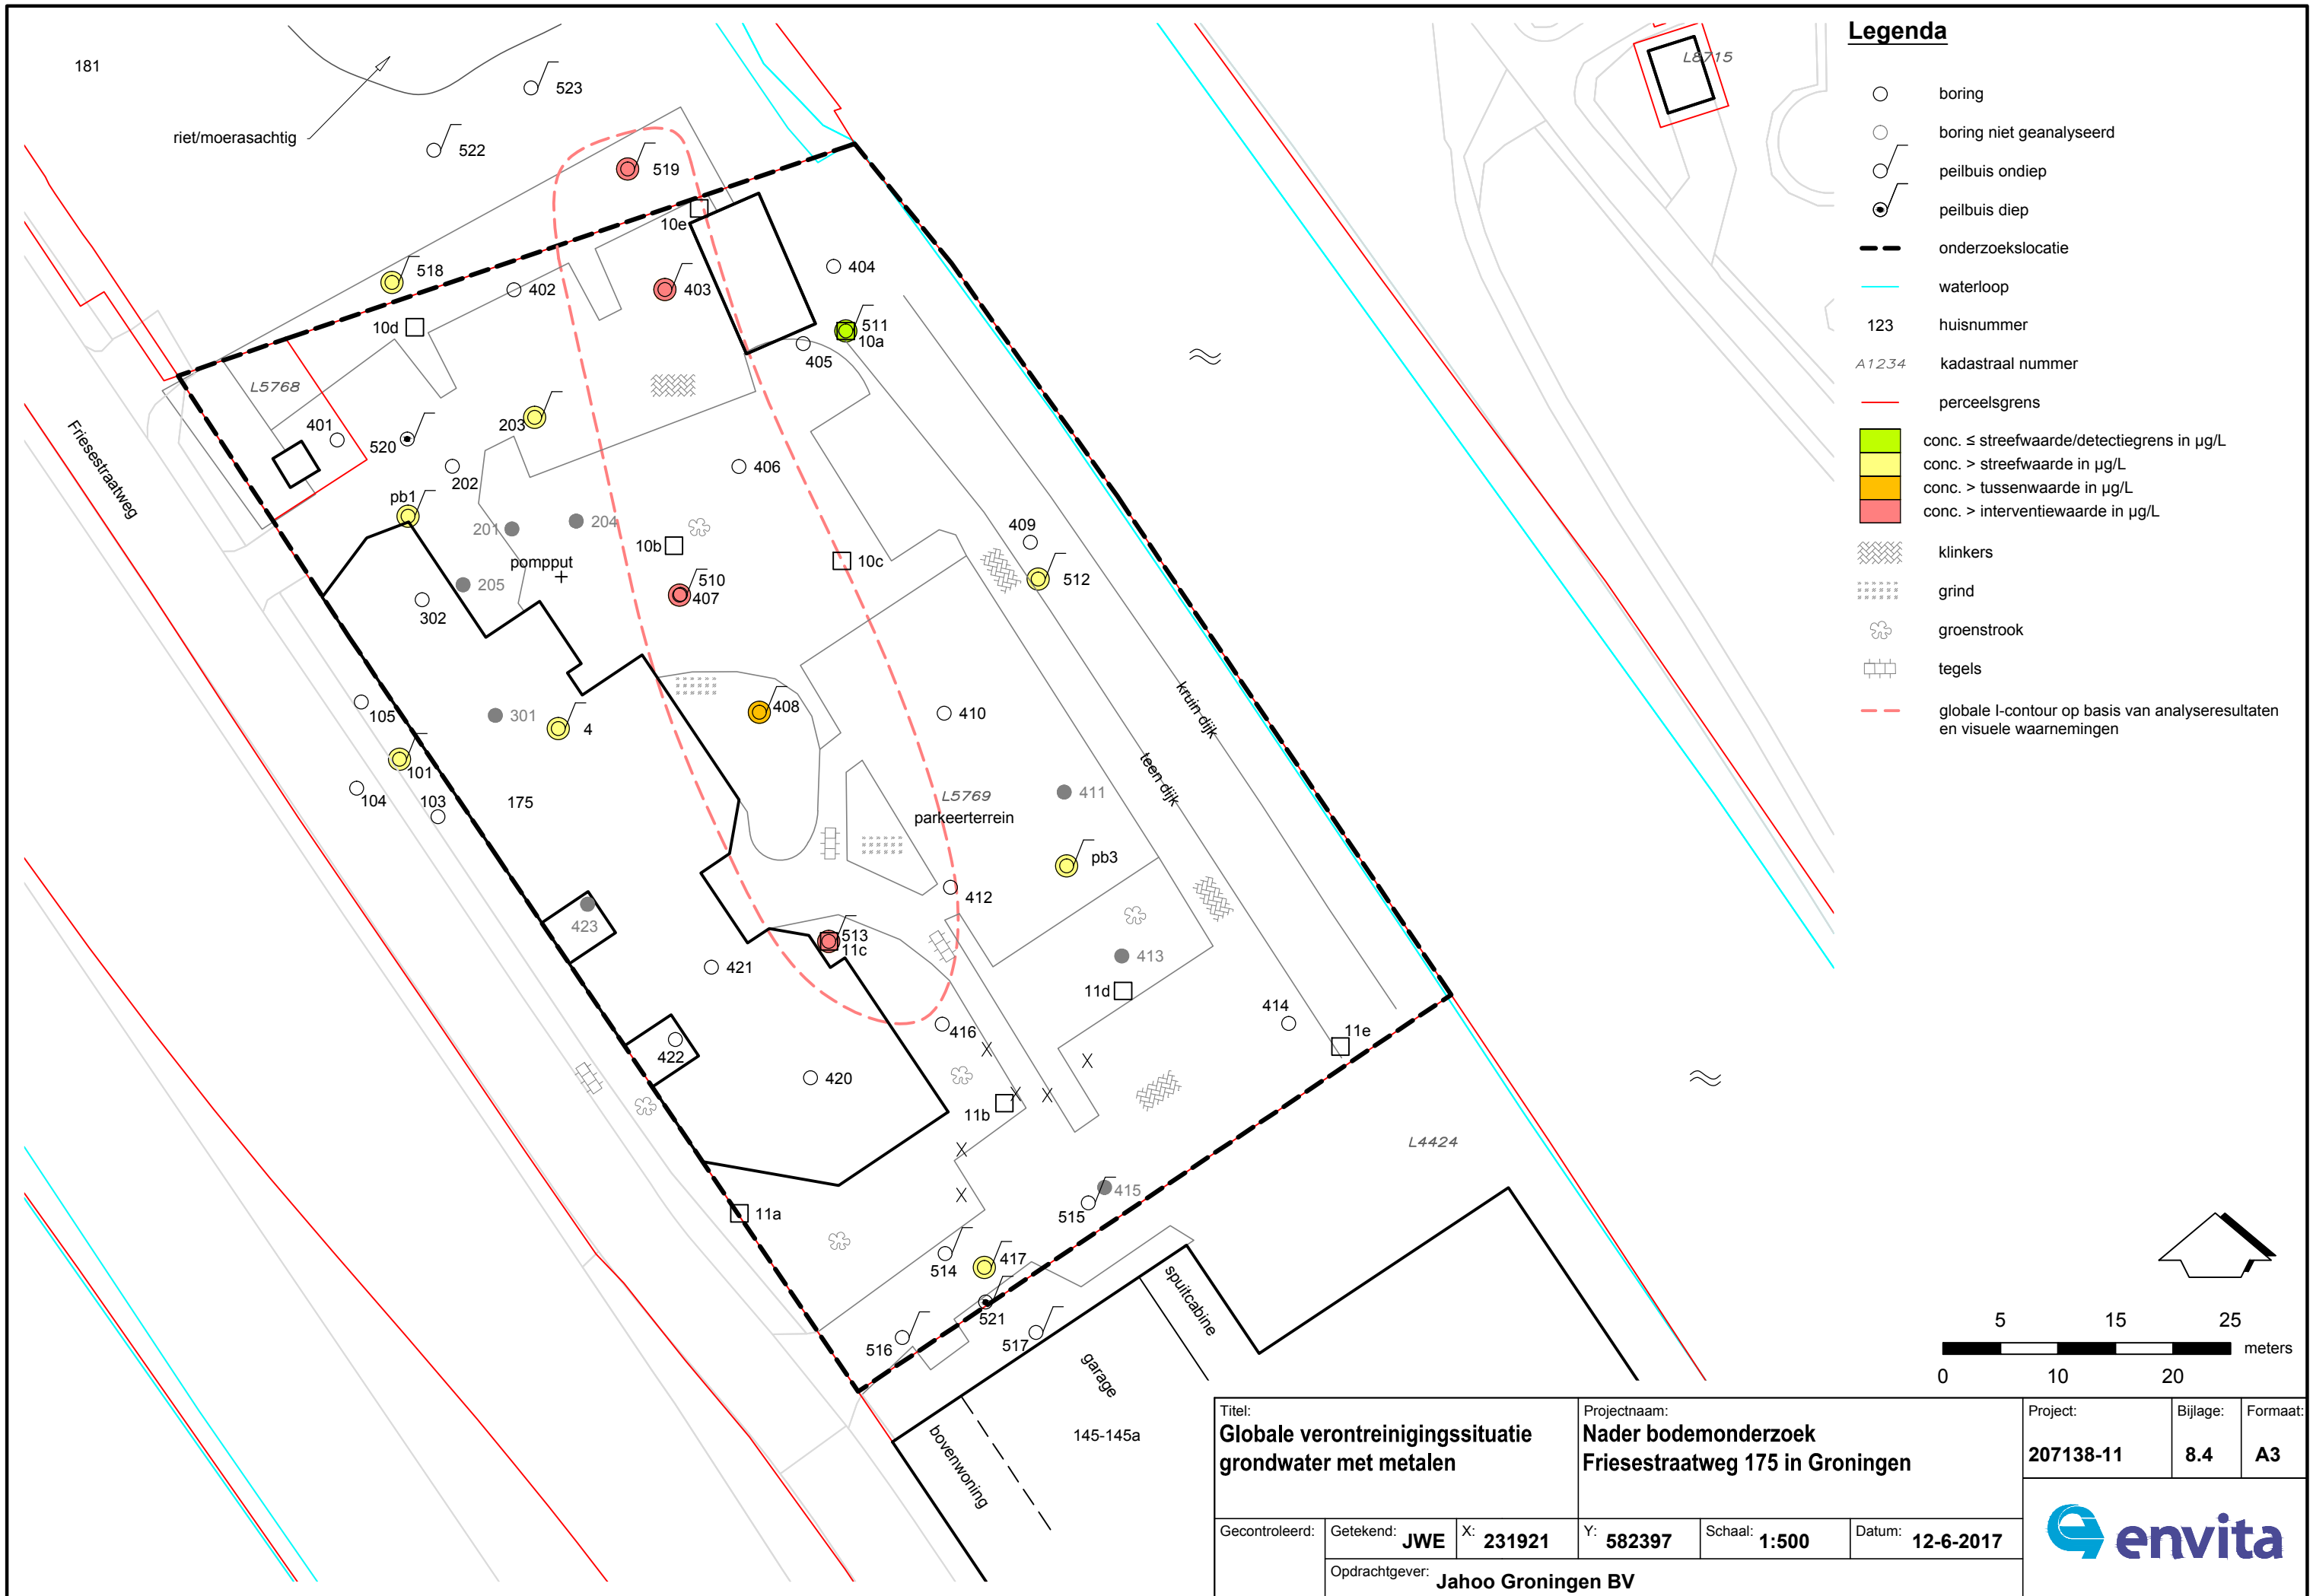 181
523
riet/moerasachtig
522
519
10e
518
402
403
404
10d
511
10a
405
L5768
401
520
203
202
406
pb1
201
204
10b
10c
409
pompput
205
510
407
512
302
Friesestraatweg
105
301
4
408
410
101
104
103
175
L5769
parkeerterrein
411
kruin dijk
teen dijk
pb3
412
423
513
11c
421
413
11d
414
11e
416
422
420
11b
L4424
11a
415
515
514
417
521
516
517
spuitcabine
garage
145-145a
bovenwoning
L8715
Legenda
boring
boring niet geanalyseerd
peilbuis ondiep
peilbuis diep
onderzoekslocatie
waterloop
123 huisnummer
A1234 kadastraal nummer
perceelsgrens
conc. ≤ streefwaarde/detectiegrens in µg/L
conc. > streefwaarde in µg/L
conc. > tussenwaarde in µg/L
conc. > interventiewaarde in µg/L
klinkers
grind
groenstrook
tegels
globale I-contour op basis van analyseresultaten
en visuele waarnemingen
5 15 25
meters
0 10 20
Titel:
Globale verontreinigingssituatie
grondwater met metalen
Projectnaam:
Nader bodemonderzoek
Friesestraatweg 175 in Groningen
Project:
207138-11
Bijlage:
8.4
Formaat:
A3
Gecontroleerd:
Getekend: JWE
X: 231921
Y: 582397
Schaal: 1:500
Datum: 12-6-2017
Opdrachtgever: Jahoo Groningen BV
envita